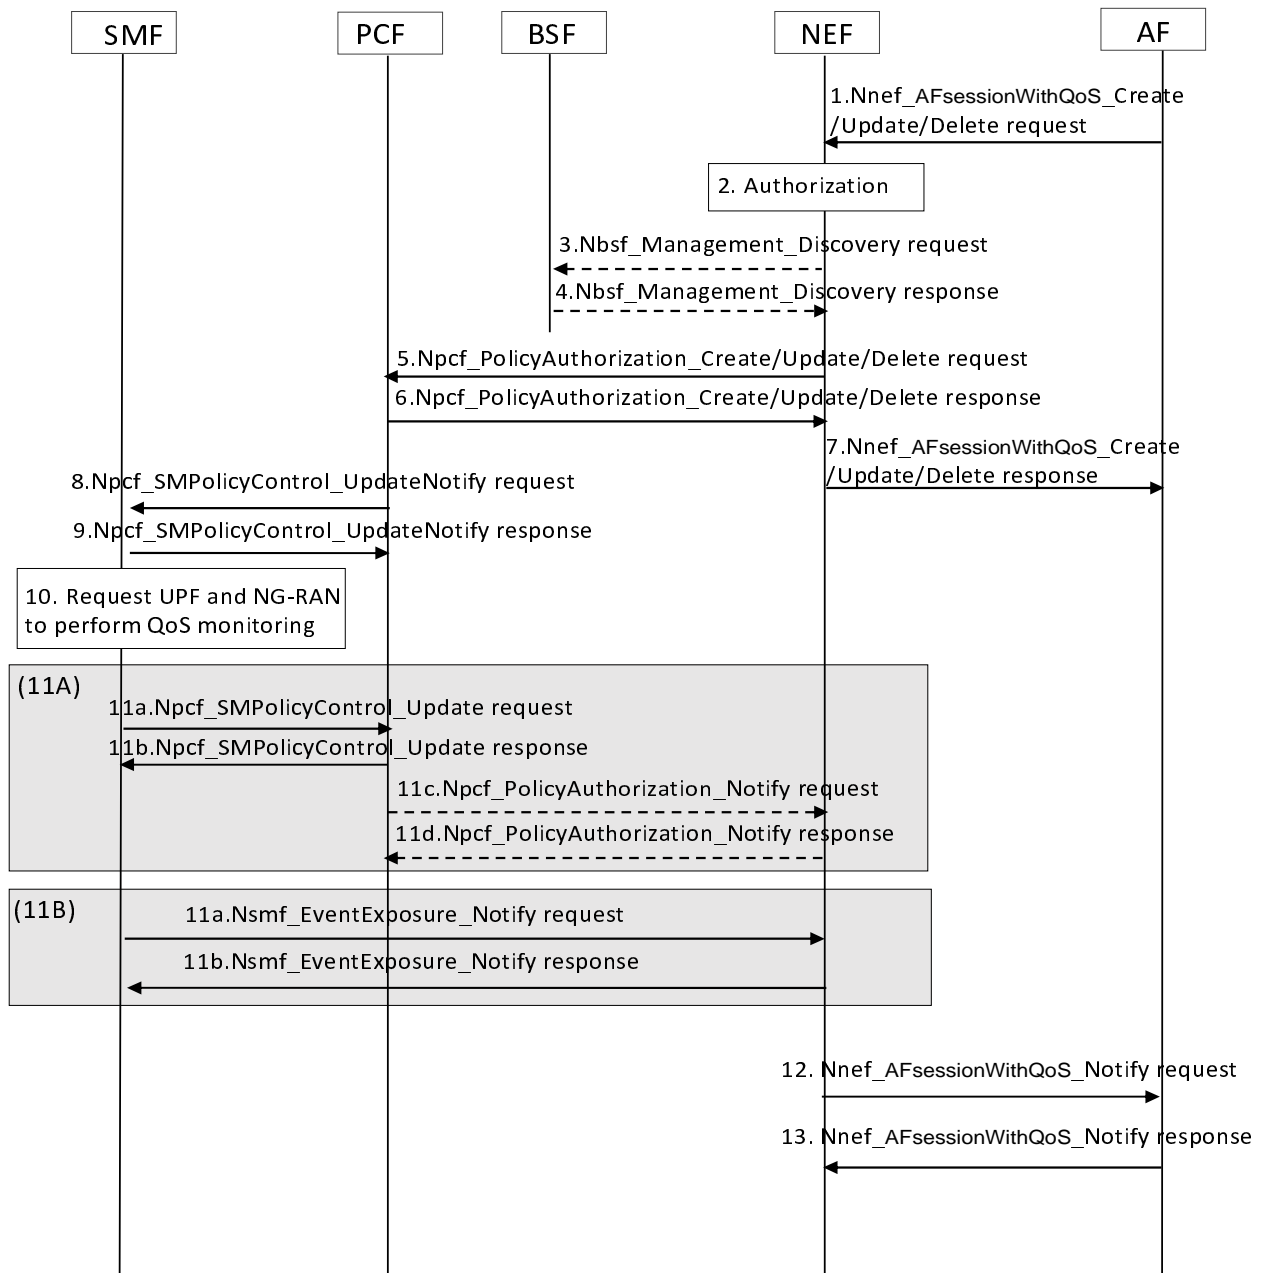 SMF
PCF
BSF
NEF
AF
1.Nnef_AFsessionWithQoS_Create
/Update/Delete request
2. Authorization
3.Nbsf_Management_Discovery request
4.Nbsf_Management_Discovery response
5.Npcf_PolicyAuthorization_Create/Update/Delete request
6.Npcf_PolicyAuthorization_Create/Update/Delete response
7.Nnef_AFsessionWithQoS_Create
/Update/Delete response
8.Npcf_SMPolicyControl_UpdateNotify request
9.Npcf_SMPolicyControl_UpdateNotify response
10. Request UPF and NG-RAN
to perform QoS monitoring
(11A)
11a.Npcf_SMPolicyControl_Update request
11b.Npcf_SMPolicyControl_Update response
11c.Npcf_PolicyAuthorization_Notify request
11d.Npcf_PolicyAuthorization_Notify response
(11B)
11a.Nsmf_EventExposure_Notify request
11b.Nsmf_EventExposure_Notify response
12. Nnef_AFsessionWithQoS_Notify request
13. Nnef_AFsessionWithQoS_Notify response